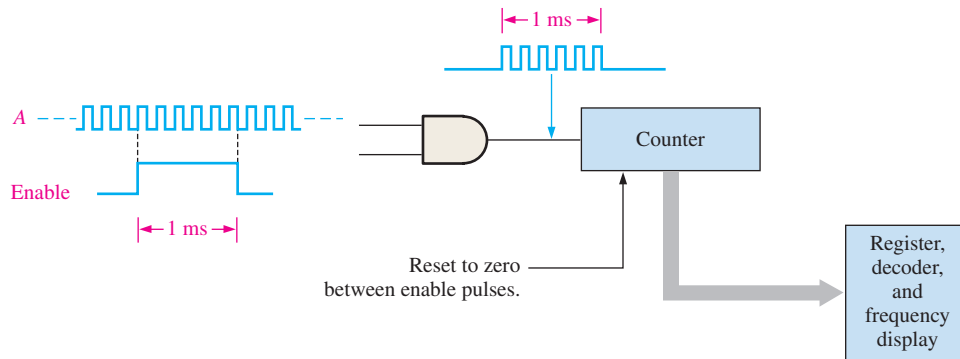 1 ms
A
Enable
1 ms
Counter
Reset to zero
between enable pulses.
Register,
decoder,
and
frequency
display